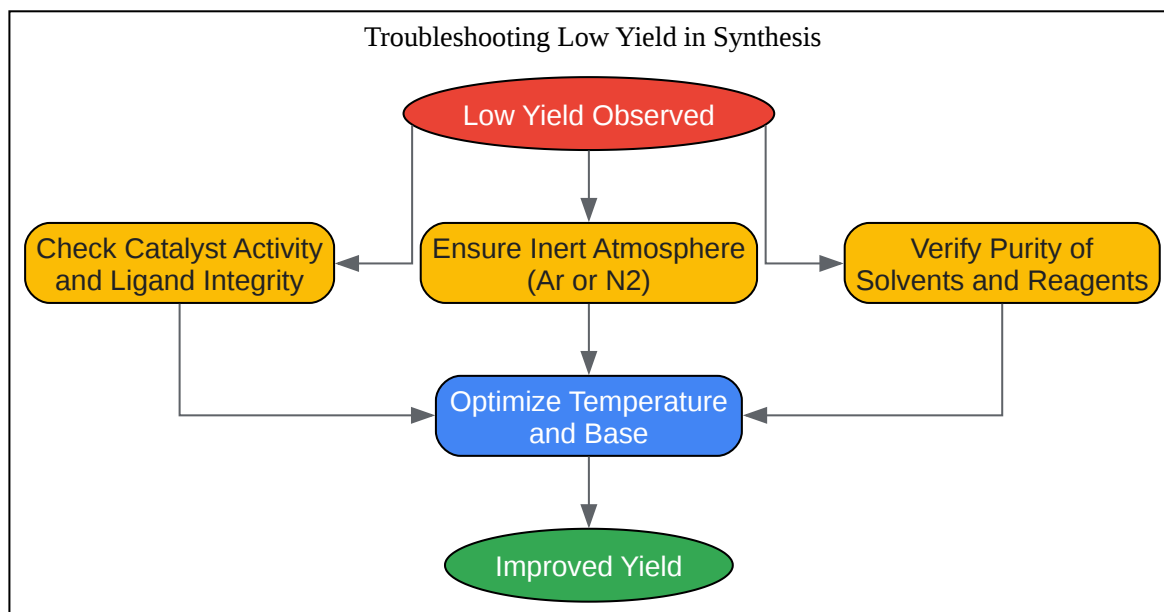 Troubleshooting Low Yield in Synthesis
Low Yield Observed
Check Catalyst Activity
and Ligand Integrity
Ensure Inert Atmosphere
(Ar or N2)
Verify Purity of
Solvents and Reagents
Optimize Temperature
and Base
Improved Yield